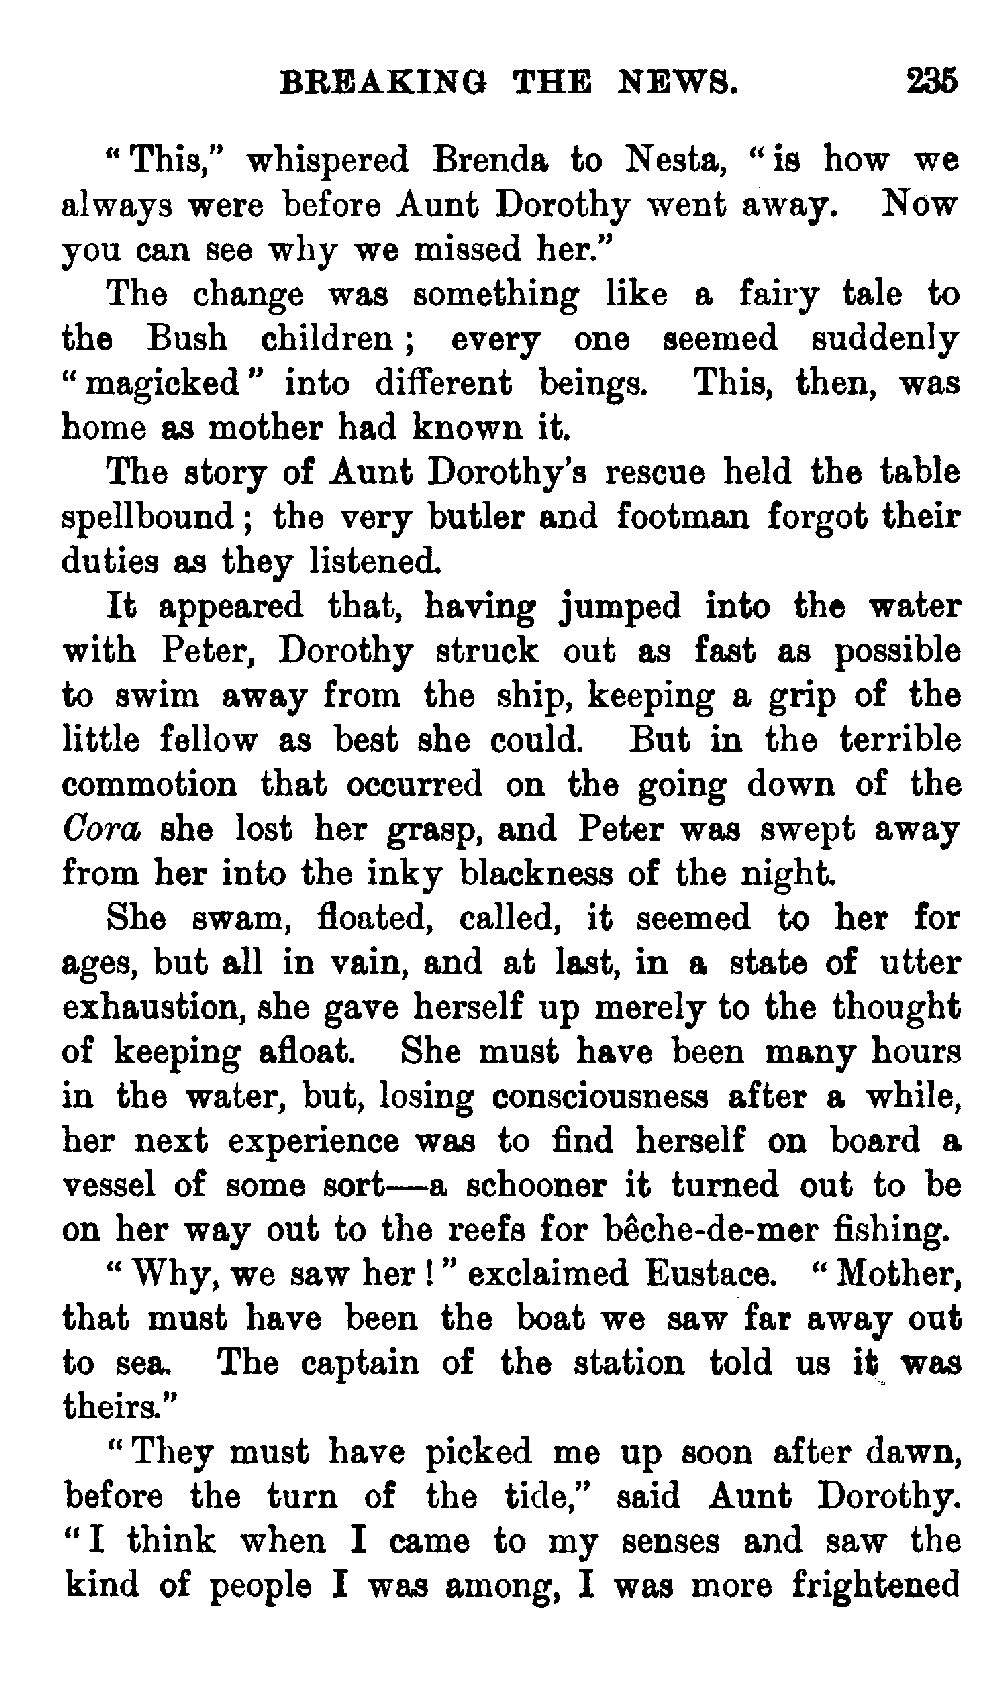 BREAKING THE NEWS. 235
“This,” whispered Brenda to Nesta, “is how we
always were before Aunt Dorothy went away. Now
you can see why we missed her.”
The change was something like a fairy tale to
the Bush children; every one seemed suddenly
“magicked” into different beings. This, then, was
home as mother had known it.
The story of Aunt Dorothy’s rescue held the table
spellbound; the very butler and footman forgot their
duties as they listened.
It appeared that, having jumped into the water
with Peter, Dorothy struck out as fast as possible
to swim away from the ship, keeping a grip of the
little fellow as best she could. But in the terrible
commotion that occurred on the going down of the
Cora she lost her grasp, and Peter was swept away
from her into the inky blackness of the night.
She swam, floated, called, it seemed to her for
ages, but all in vain, and at last, in a state of utter
exhaustion, she gave herself up merely to the thought
of keeping afloat. She must have been many hours
in the water, but, losing consciousness after a while,
her next experience was to find herself on board a
vessel of some sort—a schooner it turned out to be
on her way out to the reefs for bêche-de-mer fishing.
“Why, we saw her!” exclaimed Eustace. “Mother,
that must have been the boat we saw far away out
to sea. The captain of the station told us it was
theirs.”
“They must have picked me up soon after dawn,
before the turn of the tide,” said Aunt Dorothy.
“I think when I came to my senses and saw the
kind of people I was among, I was more frightened